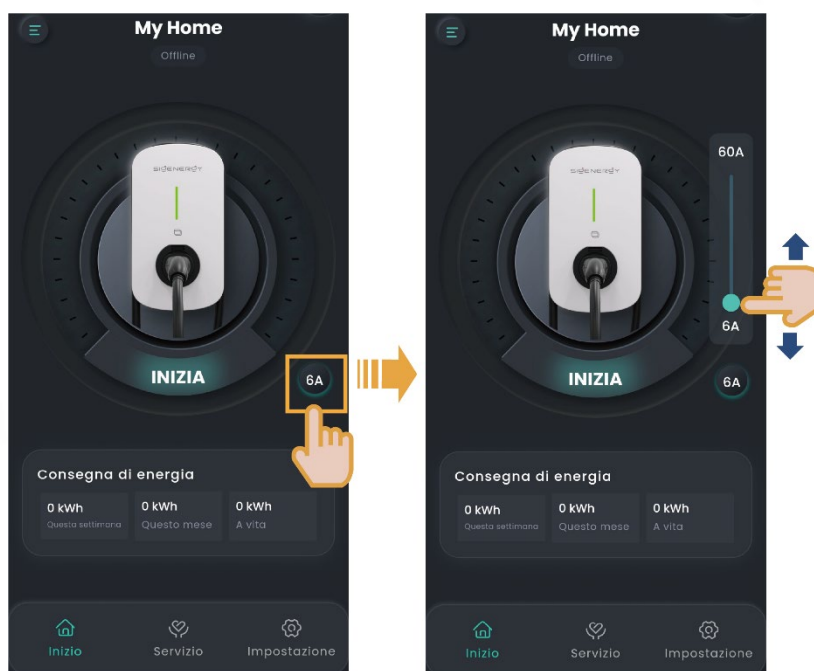 My Home
Offline
SIGENERGY
INIZIA
6A
Consegna di energia
0 kWh
Questa settimana
0 kWh
Questo mese
0 kWh
A vita
Inizio
Servizio
Impostazione
My Home
Offline
60A
SIGENERGY
6A
INIZIA
6A
Consegna di energia
0 kWh
Questa settimana
0 kWh
Questo mese
0 kWh
A vita
Inizio
Servizio
Impostazione